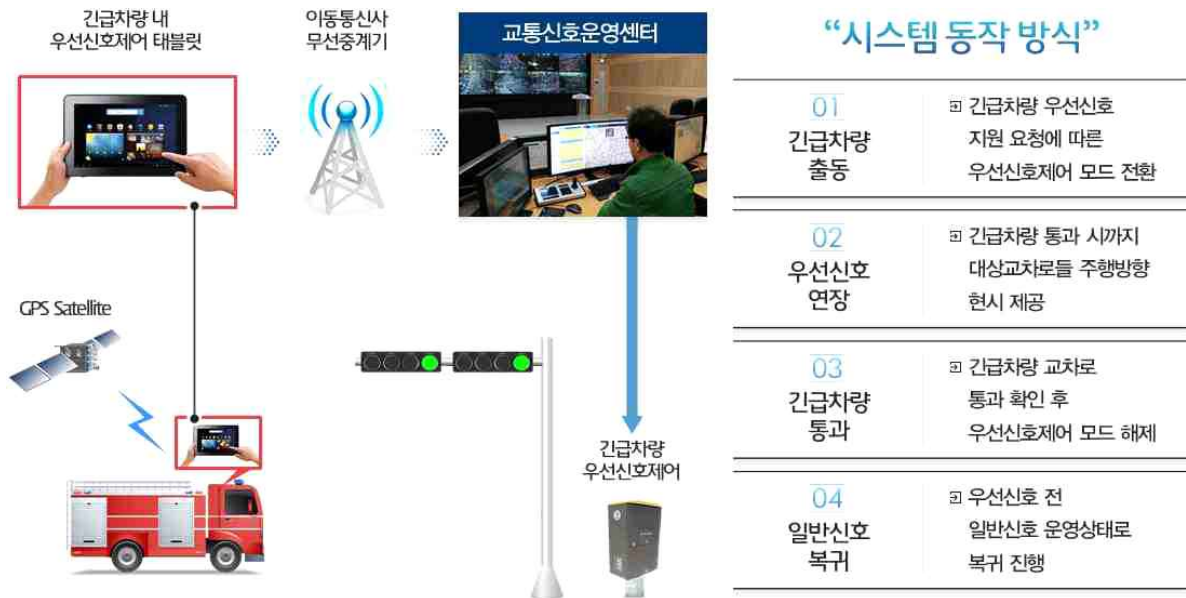 긴급차량 내
우선신호제어 태블릿
이동통신사
무선중계기
교통신호운영센터
GPS Satellite
긴급차량
우선신호제어
“시스템 동작 방식”
01
긴급차량
출동
긴급차량 우선신호
지원 요청에 따른
우선신호제어 모드 전환
02
우선신호
연장
긴급차량 통과 시까지
대상교차로들 주행방향
현시 제공
03
긴급차량
통과
긴급차량 교차로
통과 확인 후
우선신호제어 모드 해제
04
일반신호
복귀
우선신호 전
일반신호 운영상태로
복귀 진행